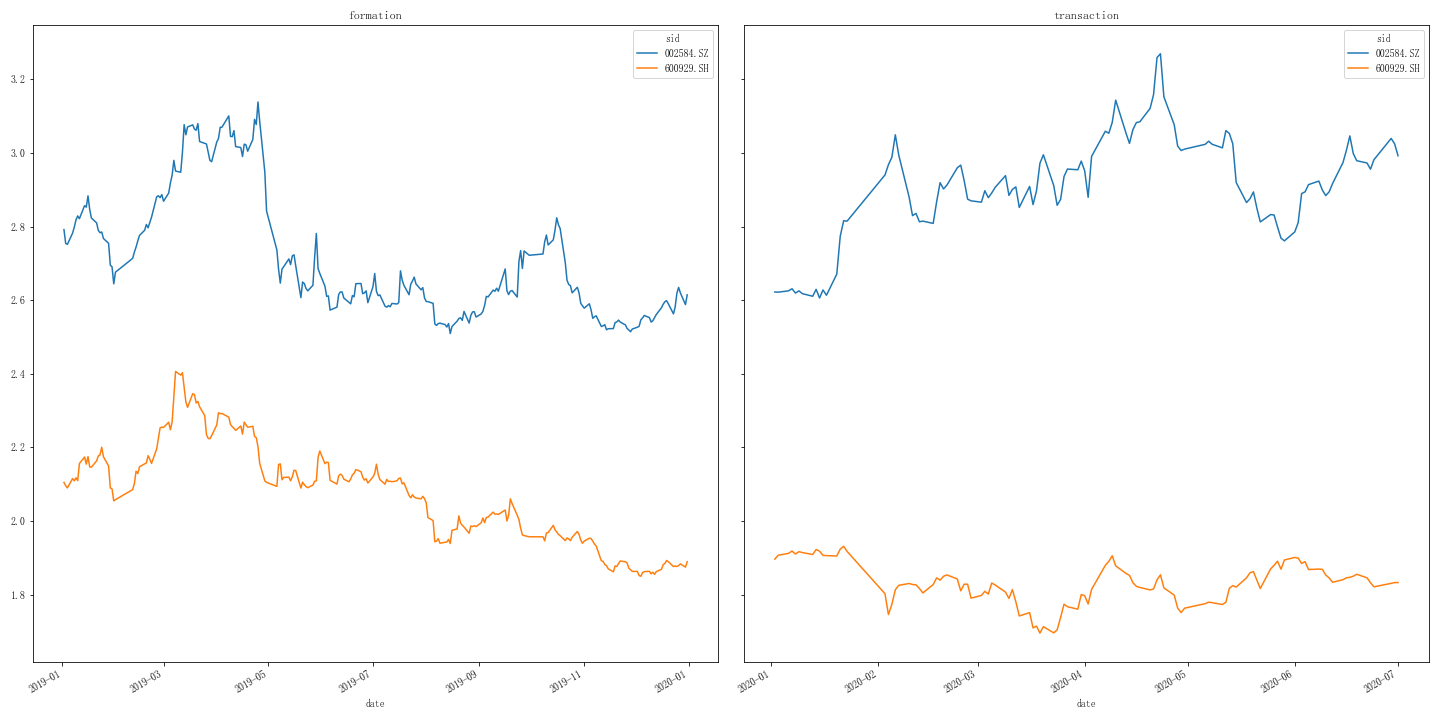 formation
transaction
sid
002584.SZ
600929.SH
sid
002584.SZ
600929.SH
3.2
3.0
2.8
2.6
2.4
2.2
2.0
1.8
2019-01
2019-03
2019-05
2019-07
2019-09
2019-11
2020-01
date
2020-01
2020-02
2020-03
2020-04
2020-05
2020-06
2020-07
date